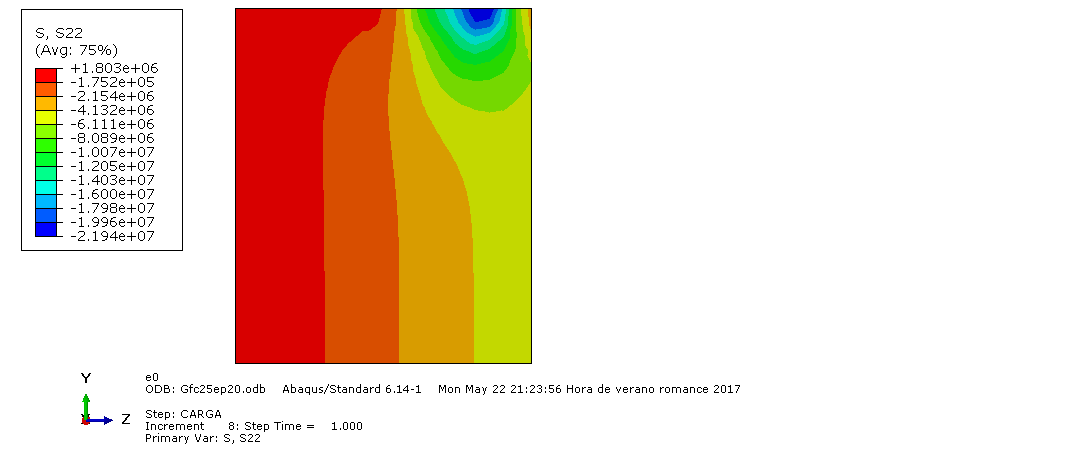 S, S22
(Avg: 75%)
+1.803e+06
-1.752e+05
-2.154e+06
-4.132e+06
-6.111e+06
-8.089e+06
-1.007e+07
-1.205e+07
-1.403e+07
-1.600e+07
-1.798e+07
-1.996e+07
-2.194e+07
Y
Z
e0
ODB: Gfc25ep20.odb Abaqus/Standard 6.14-1 Mon May 22 21:23:56 Hora de verano romance 2017
Step: CARGA
Increment 8: Step Time = 1.000
Primary Var: S, S22